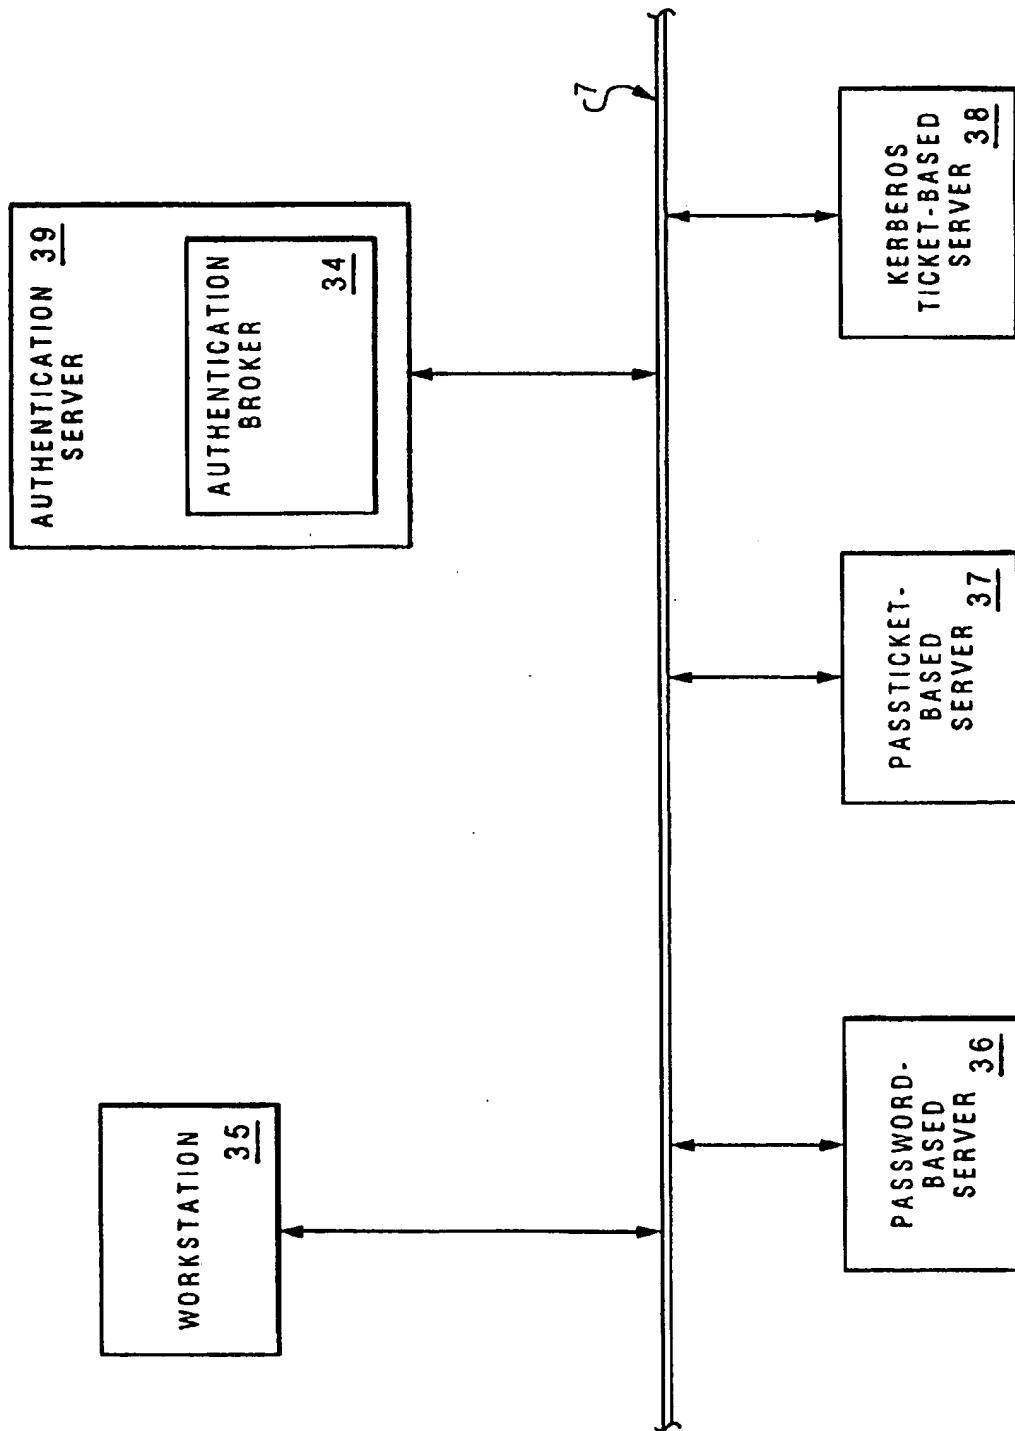 WORKSTATION
35
AUTHENTICATION 39
SERVER
AUTHENTICATION
BROKER
34
7
PASSWORD-
BASED
SERVER
36
PASSTICKET-
BASED
SERVER
37
KERBEROS
TICKET-BASED
SERVER
38